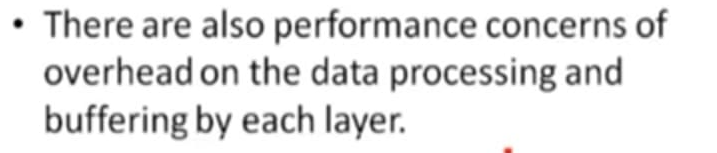 • There are also performance concerns of
overhead on the data processing and
buffering by each layer.